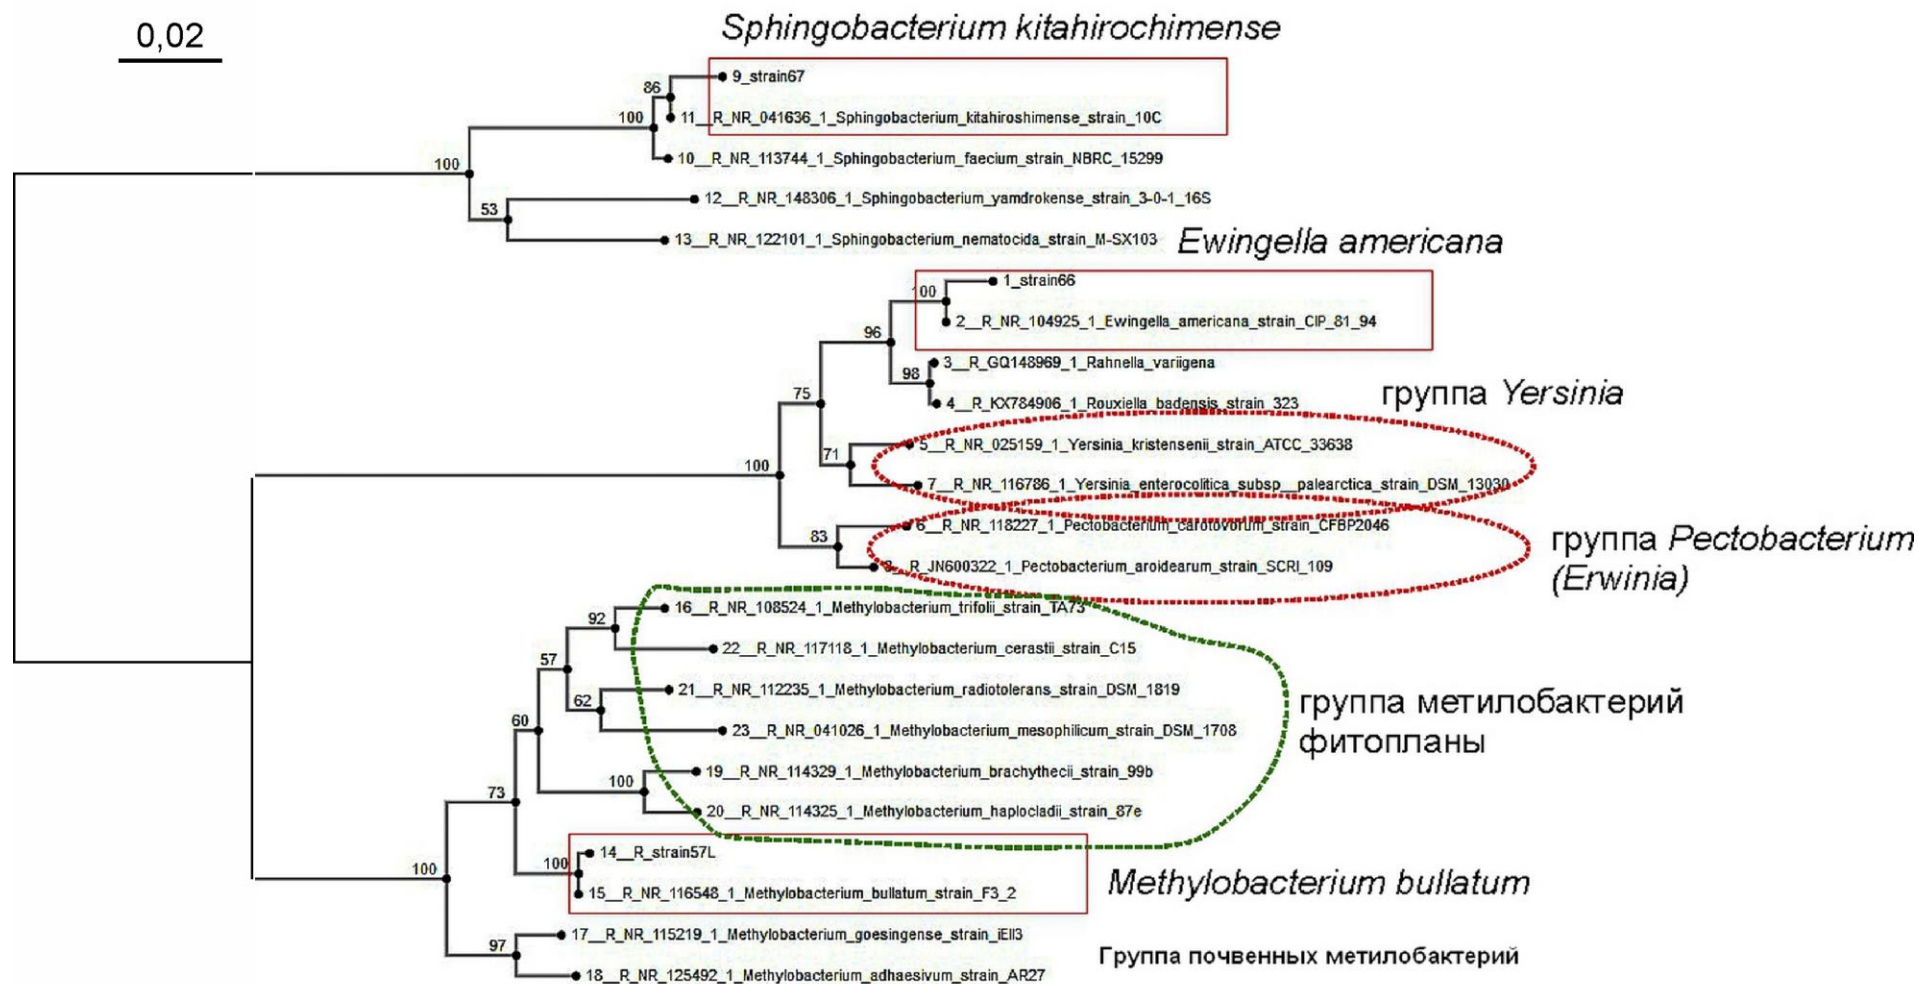 0,02
Sphingobacterium kitahirochimense
9_strain67
86
11__R_NR_041636_1_Sphingobacterium_kitahiroshimense_strain_10C
100
10__R_NR_113744_1_Sphingobacterium_faecium_strain_NBRC_15299
100
12__R_NR_148306_1_Sphingobacterium_yamdrokense_strain_3-0-1_16S
53
13__R_NR_122101_1_Sphingobacterium_nematocida_strain_M-SX103
Ewingella americana
1_strain66
100
2__R_NR_104925_1_Ewingella_americana_strain_CIP_81_94
96
3__R_GQ148969_1_Rahnella_variigena
98
4__R_KX784906_1_Rouxiella_badensis_strain_323
75
группа Yersinia
5__R_NR_025159_1_Yersinia_kristensenii_strain_ATCC_33638
71
7__R_NR_116786_1_Yersinia_enterocolitica_subsp__palearctica_strain_DSM_13030
100
6__R_NR_118227_1_Pectobacterium_carotovorum_strain_CFBP2046
83
8__R_JN600322_1_Pectobacterium_aroidearum_strain_SCRI_109
группа Pectobacterium
(Erwinia)
16__R_NR_108524_1_Methylobacterium_trifolii_strain_TA73
92
22__R_NR_117118_1_Methylobacterium_cerastii_strain_C15
57
21__R_NR_112235_1_Methylobacterium_radiotolerans_strain_DSM_1819
62
23__R_NR_041026_1_Methylobacterium_mesophilicum_strain_DSM_1708
60
группа метилобактерий
фитопланы
19__R_NR_114329_1_Methylobacterium_brachythecii_strain_99b
100
20__R_NR_114325_1_Methylobacterium_haplocladii_strain_87e
73
14__R_strain57L
100
15__R_NR_116548_1_Methylobacterium_bullatum_strain_F3_2
100
Methylobacterium bullatum
17__R_NR_115219_1_Methylobacterium_goesingense_strain_iEII3
97
18__R_NR_125492_1_Methylobacterium_adhaesivum_strain_AR27
Группа почвенных метилобактерий